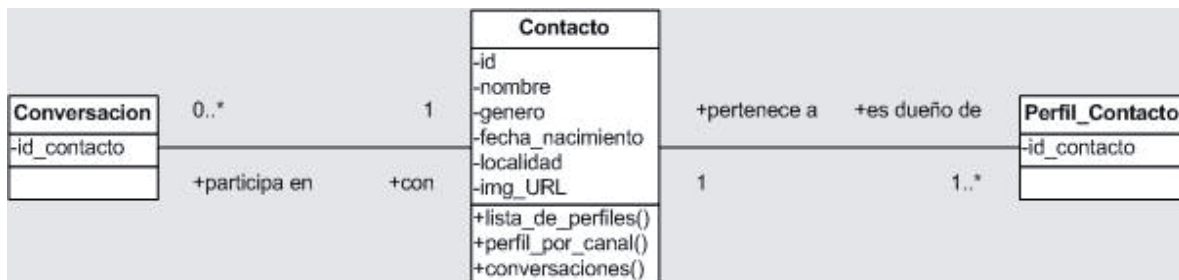 Contacto
-id
-nombre
-genero
-fecha_nacimiento
-localidad
-img_URL
+lista_de_perfiles()
+perfil_por_canal()
+conversaciones()
Conversacion
-id_contacto
0..*
1
+participa en
+con
+pertenece a
+es dueño de
1
1..*
Perfil_Contacto
-id_contacto